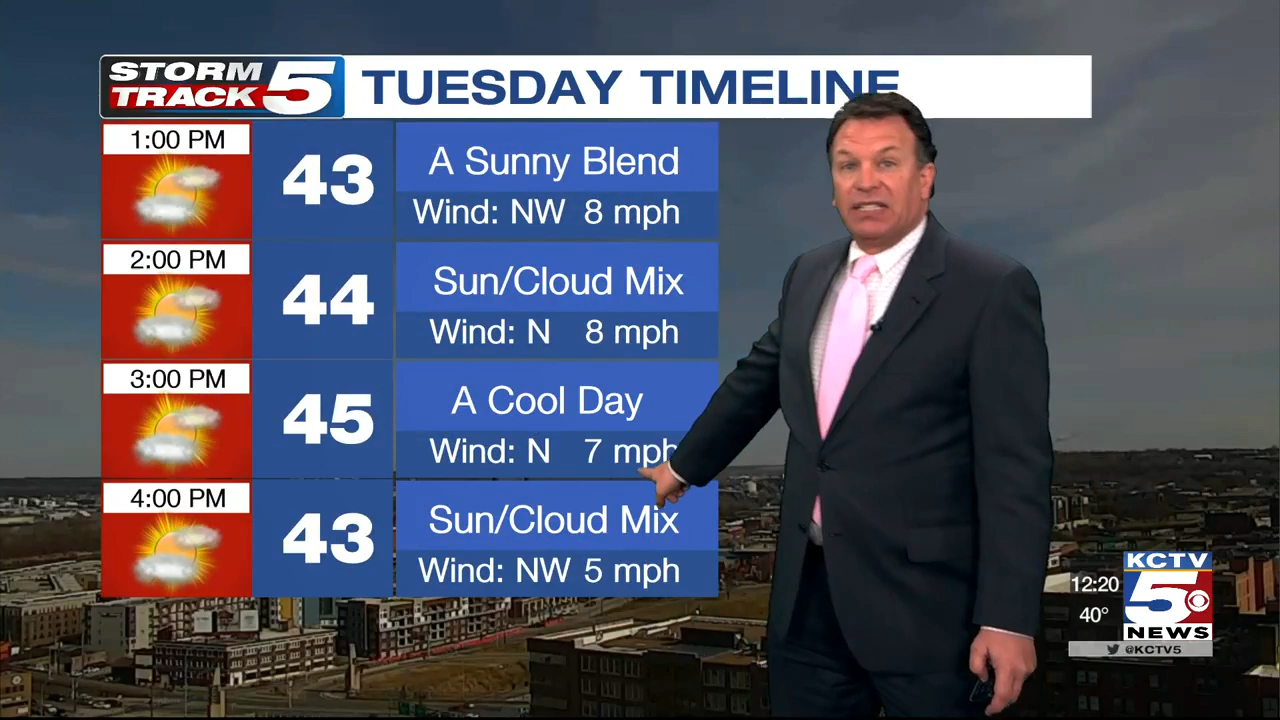 STORM
TRACK 5
TUESDAY TIMELINE
1:00 PM
43
A Sunny Blend
Wind: NW 8 mph
2:00 PM
44
Sun/Cloud Mix
Wind: N 8 mph
3:00 PM
45
A Cool Day
Wind: N 7 mph
4:00 PM
43
Sun/Cloud Mix
Wind: NW 5 mph
12:20
40°
KCTV
5
NEWS
@KCTV5